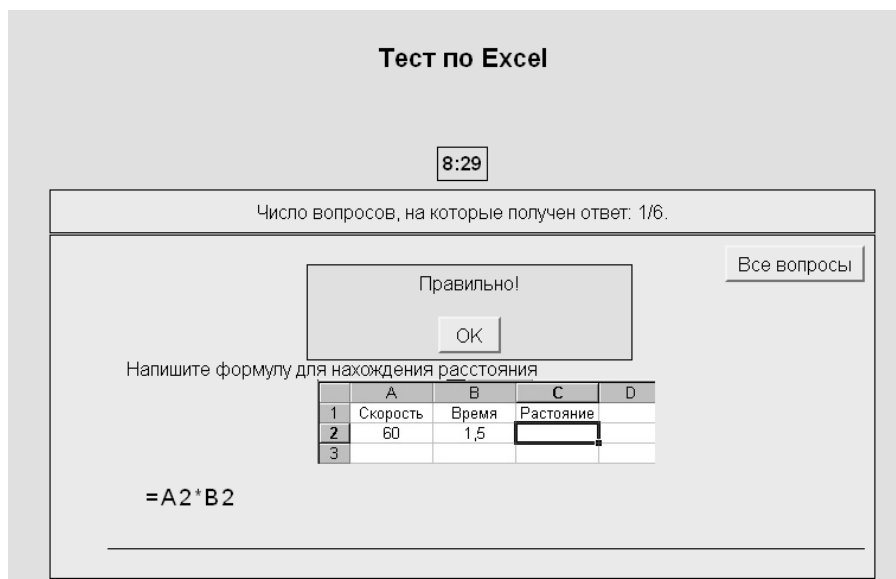 Тест по Excel
8:29
Число вопросов, на которые получен ответ: 1/6.
Все вопросы
Правильно!
OK
Напишите формулу для нахождения расстояния
A B C D
1 Скорость Время Растояние
2 60 1,5
3
=A2*B2